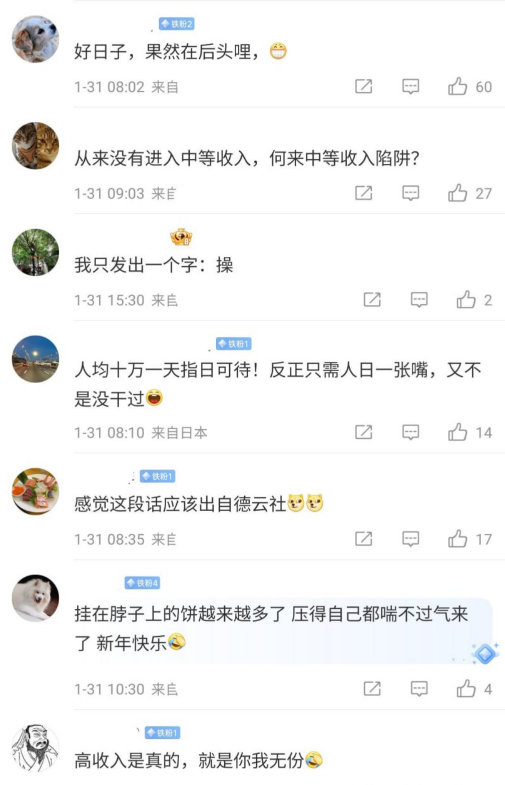 铁粉2
好日子，果然在后头哩，
1-31 08:02 来自
60
从来没有进入中等收入，何来中等收入陷阱？
1-31 09:03 来自
27
我只发出一个字：操
1-31 15:30 来自
2
铁粉1
人均十万一天指日可待！反正只需人日一张嘴，又不
是没干过
1-31 08:10 来自日本
14
铁粉1
感觉这段话应该出自德云社
1-31 08:35 来自
17
铁粉4
挂在脖子上的饼越来越多了 压得自己都喘不过气来
了 新年快乐
1-31 10:30 来自
4
铁粉1
高收入是真的，就是你我无份